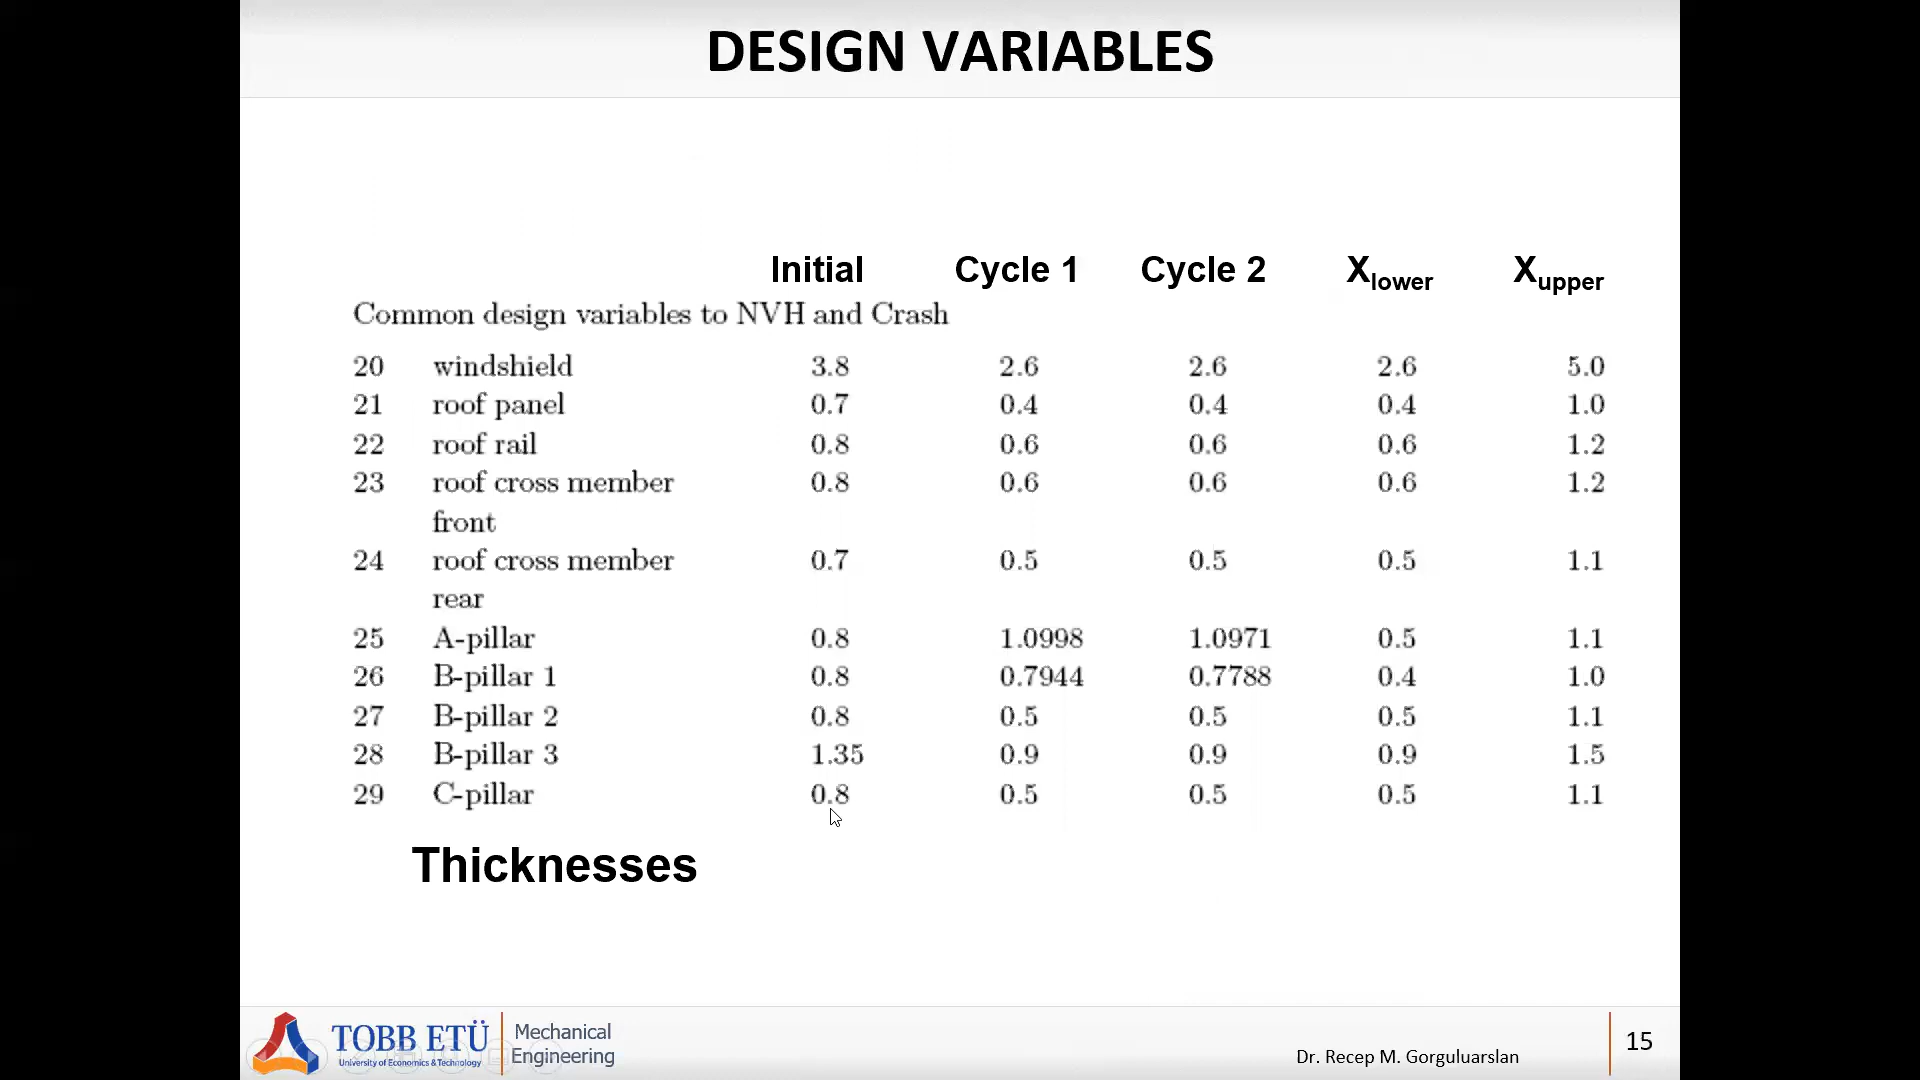 DESIGN VARIABLES
Initial Cycle 1 Cycle 2 Xlower Xupper
Common design variables to NVH and Crash
20 windshield 3.8 2.6 2.6 2.6 5.0
21 roof panel 0.7 0.4 0.4 0.4 1.0
22 roof rail 0.8 0.6 0.6 0.6 1.2
23 roof cross member 0.8 0.6 0.6 0.6 1.2
front
24 roof cross member 0.7 0.5 0.5 0.5 1.1
rear
25 A-pillar 0.8 1.0998 1.0971 0.5 1.1
26 B-pillar 1 0.8 0.7944 0.7788 0.4 1.0
27 B-pillar 2 0.8 0.5 0.5 0.5 1.1
28 B-pillar 3 1.35 0.9 0.9 0.9 1.5
29 C-pillar 0.8 0.5 0.5 0.5 1.1
Thicknesses
TOBB ETÜ
University of Economics & Technology
Mechanical
Engineering
Dr. Recep M. Gorguluarslan
15